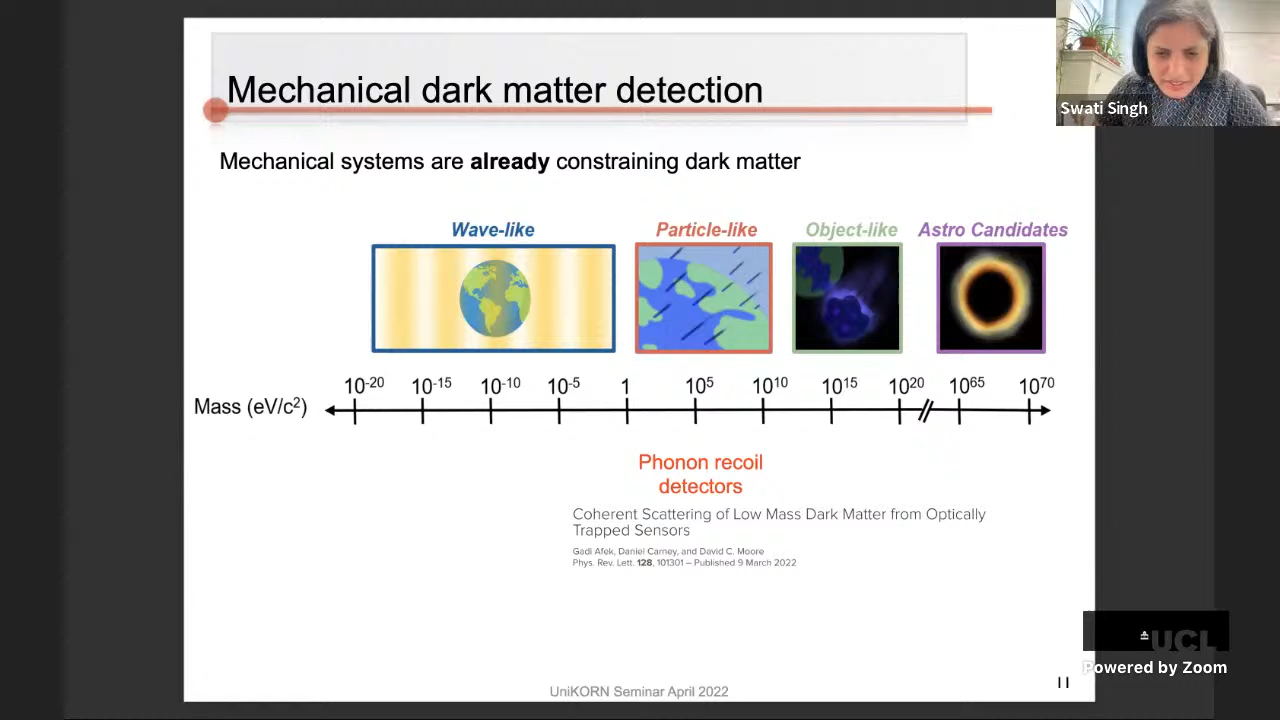 Mechanical dark matter detection
Swati Singh
Mechanical systems are already constraining dark matter
Wave-like
Particle-like
Object-like
Astro Candidates
10⁻²⁰ 10⁻¹⁵ 10⁻¹⁰ 10⁻⁵ 1 10⁵ 10¹⁰ 10¹⁵ 10²⁰ 10⁶⁵ 10⁷⁰
Mass (eV/c²)
Phonon recoil
detectors
Coherent Scattering of Low Mass Dark Matter from Optically
Trapped Sensors
Gadi Afek, Daniel Carney, and David C. Moore
Phys. Rev. Lett. 128, 101301 – Published 9 March 2022
UCL
Powered by Zoom
UniKORN Seminar April 2022
11